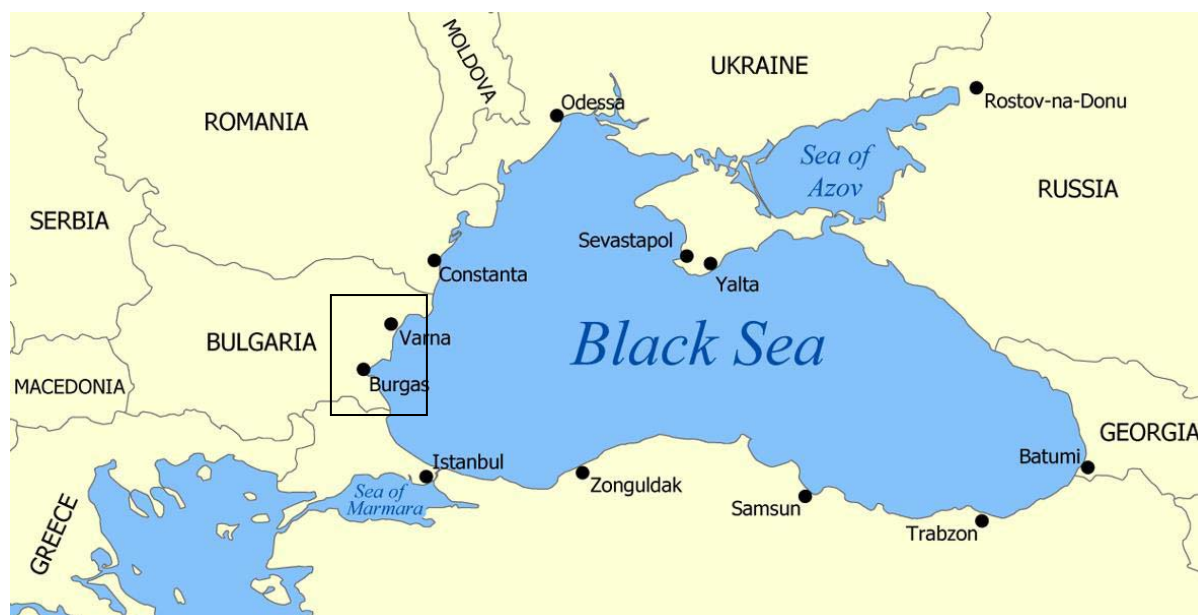 MOLDOVA
UKRAINE
Odessa
Rostov-na-Donu
ROMANIA
Sea of
Azov
RUSSIA
SERBIA
Sevastapol
Constanta
Yalta
Varna
BULGARIA
Black Sea
MACEDONIA
Burgas
GEORGIA
Istanbul
Batumi
Zonguldak
Sea of
Marmara
Samsun
GREECE
Trabzon